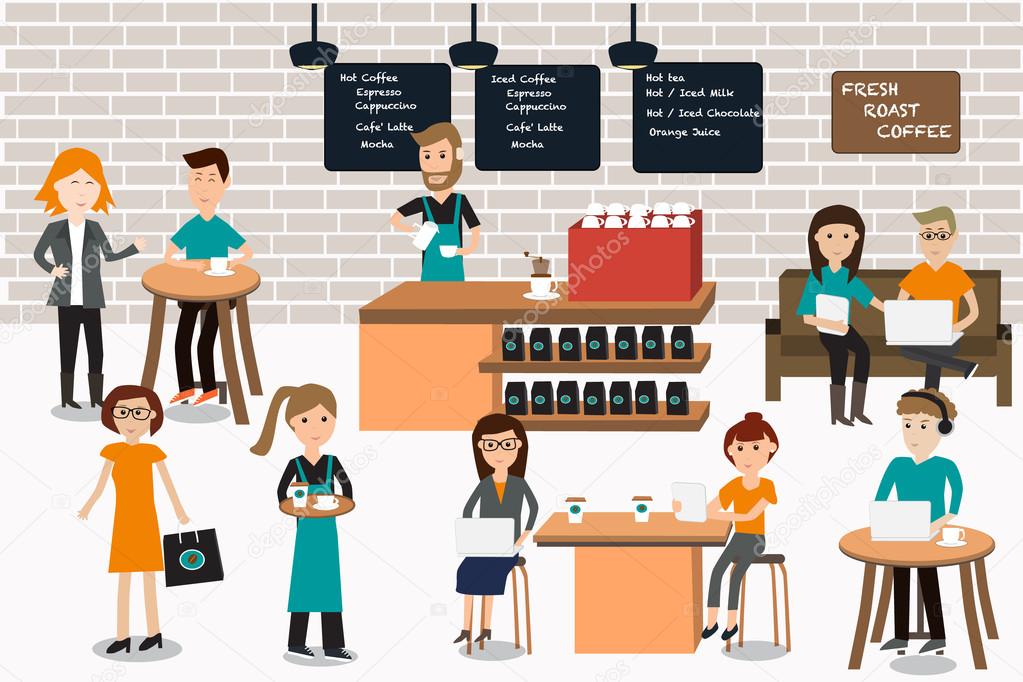 Hot Coffee
Espresso
Cappuccino
Cafe' Latte
Mocha
Iced Coffee
Espresso
Cappuccino
Cafe' Latte
Mocha
Hot tea
Hot / Iced Milk
Hot / Iced Chocolate
Orange Juice
FRESH
ROAST
COFFEE